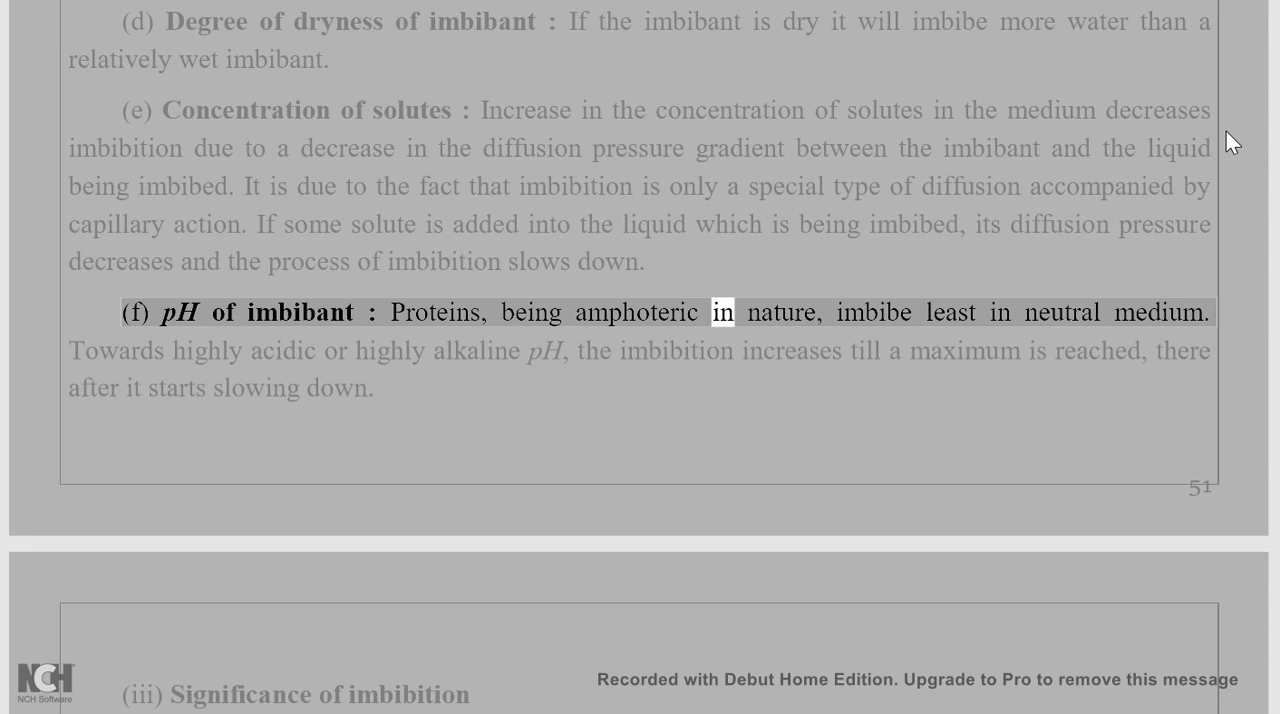 (d) Degree of dryness of imbibant : If the imbibant is dry it will imbibe more water than a
relatively wet imbibant.
(e) Concentration of solutes : Increase in the concentration of solutes in the medium decreases
imbibition due to a decrease in the diffusion pressure gradient between the imbibant and the liquid
being imbibed. It is due to the fact that imbibition is only a special type of diffusion accompanied by
capillary action. If some solute is added into the liquid which is being imbibed, its diffusion pressure
decreases and the process of imbibition slows down.
(f) pH of imbibant : Proteins, being amphoteric in nature, imbibe least in neutral medium.
Towards highly acidic or highly alkaline pH, the imbibition increases till a maximum is reached, there
after it starts slowing down.
51
(iii) Significance of imbibition
NCH
NCH Software
Recorded with Debut Home Edition. Upgrade to Pro to remove this message